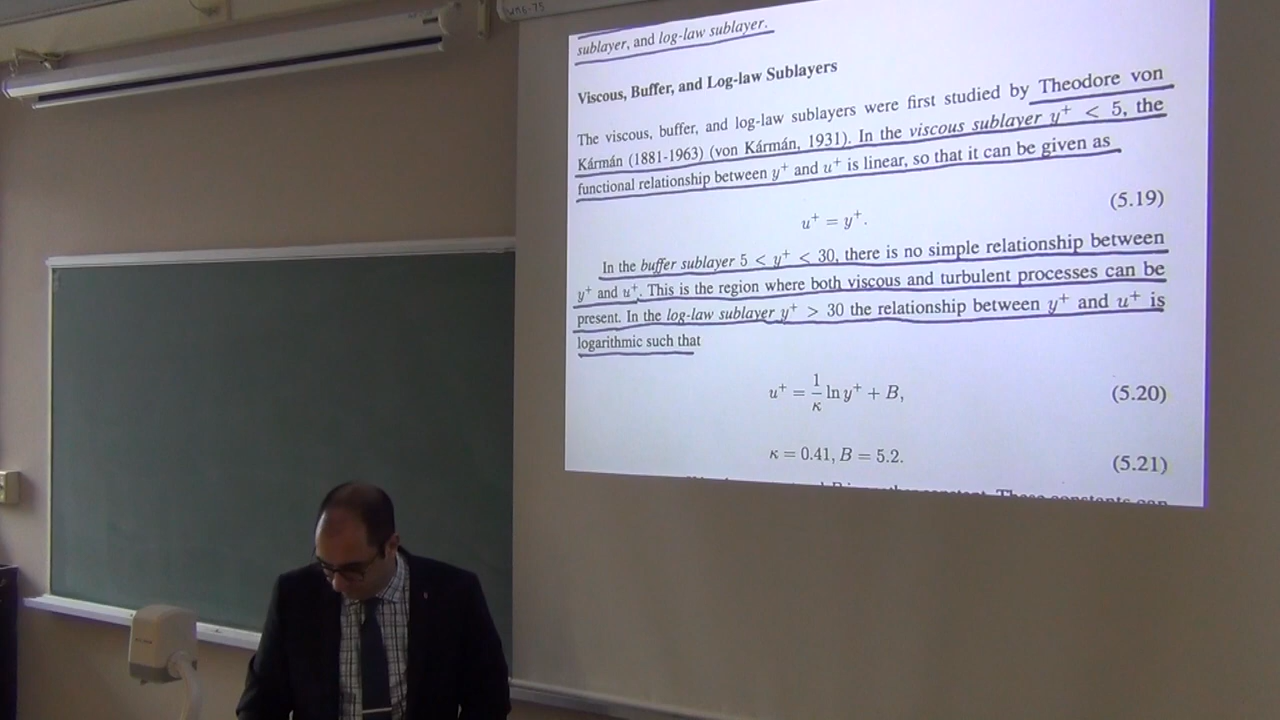 sublayer, and log-law sublayer.
Viscous, Buffer, and Log-law Sublayers
The viscous, buffer, and log-law sublayers were first studied by Theodore von
Kármán (1881-1963) (von Kármán, 1931). In the viscous sublayer y⁺ < 5, the
functional relationship between y⁺ and u⁺ is linear, so that it can be given as
u⁺ = y⁺. (5.19)
In the buffer sublayer 5 < y⁺ < 30, there is no simple relationship between
y⁺ and u⁺. This is the region where both viscous and turbulent processes can be
present. In the log-law sublayer y⁺ > 30 the relationship between y⁺ and u⁺ is
logarithmic such that
u⁺ = 1/κ ln y⁺ + B, (5.20)
κ = 0.41, B = 5.2. (5.21)